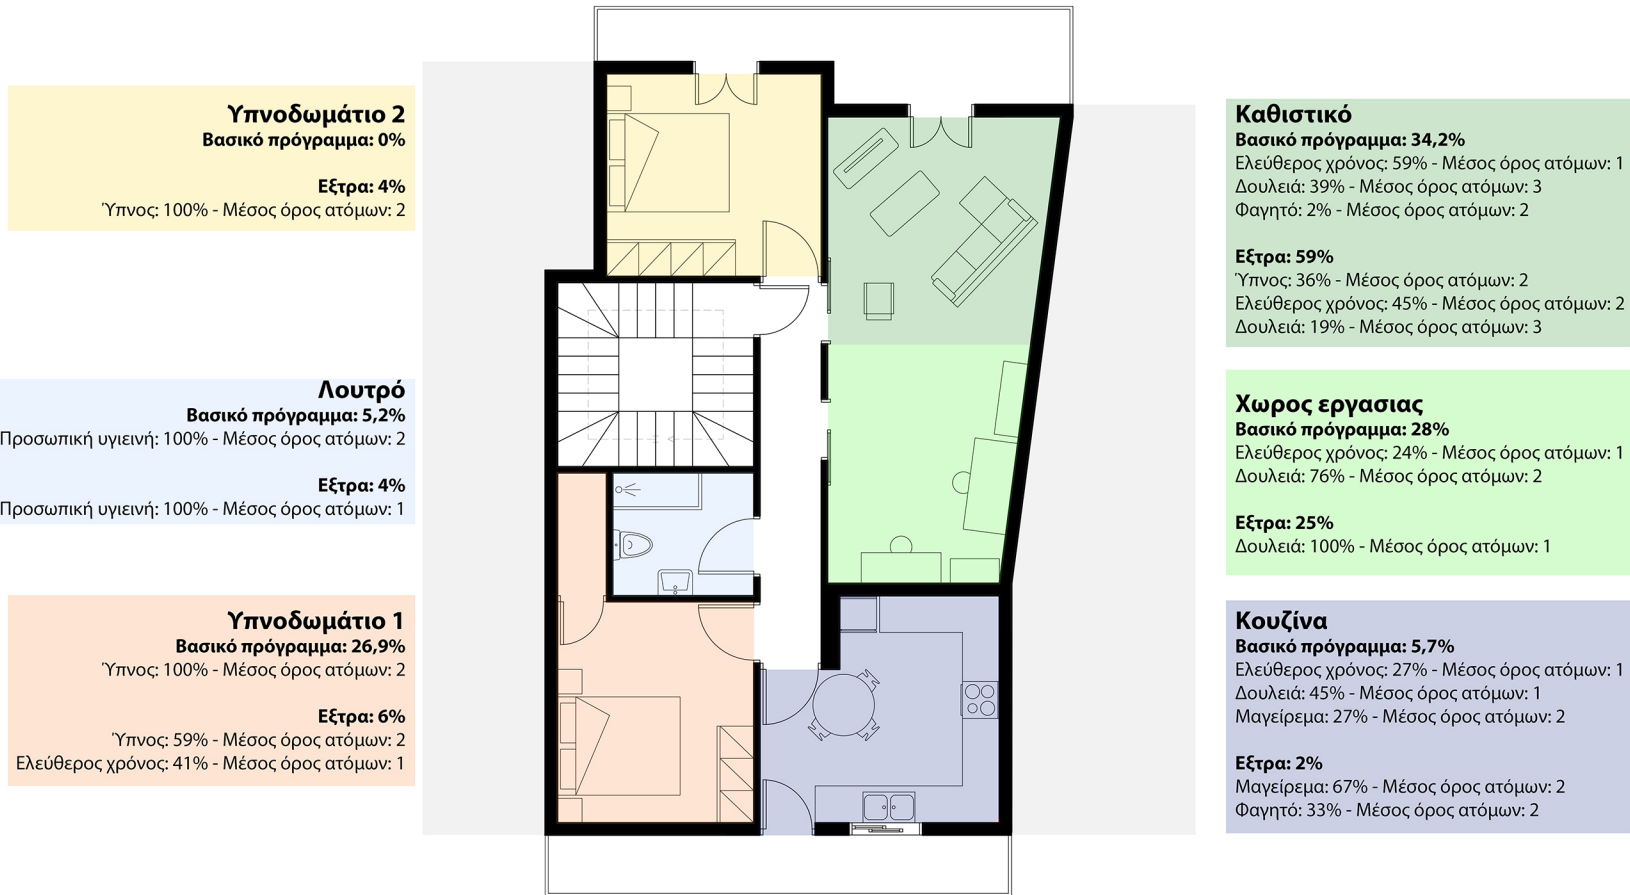 Υπνοδωμάτιο 2
Βασικό πρόγραμμα: 0%
Εξτρα: 4%
Ύπνος: 100% - Μέσος όρος ατόμων: 2
Λουτρό
Βασικό πρόγραμμα: 5,2%
Προσωπική υγιεινή: 100% - Μέσος όρος ατόμων: 2
Εξτρα: 4%
Προσωπική υγιεινή: 100% - Μέσος όρος ατόμων: 1
Υπνοδωμάτιο 1
Βασικό πρόγραμμα: 26,9%
Ύπνος: 100% - Μέσος όρος ατόμων: 2
Εξτρα: 6%
Ύπνος: 59% - Μέσος όρος ατόμων: 2
Ελεύθερος χρόνος: 41% - Μέσος όρος ατόμων: 1
Καθιστικό
Βασικό πρόγραμμα: 34,2%
Ελεύθερος χρόνος: 59% - Μέσος όρος ατόμων: 1
Δουλειά: 39% - Μέσος όρος ατόμων: 3
Φαγητό: 2% - Μέσος όρος ατόμων: 2
Εξτρα: 59%
Ύπνος: 36% - Μέσος όρος ατόμων: 2
Ελεύθερος χρόνος: 45% - Μέσος όρος ατόμων: 2
Δουλειά: 19% - Μέσος όρος ατόμων: 3
Χωρος εργασιας
Βασικό πρόγραμμα: 28%
Ελεύθερος χρόνος: 24% - Μέσος όρος ατόμων: 1
Δουλειά: 76% - Μέσος όρος ατόμων: 2
Εξτρα: 25%
Δουλειά: 100% - Μέσος όρος ατόμων: 1
Κουζίνα
Βασικό πρόγραμμα: 5,7%
Ελεύθερος χρόνος: 27% - Μέσος όρος ατόμων: 1
Δουλειά: 45% - Μέσος όρος ατόμων: 1
Μαγείρεμα: 27% - Μέσος όρος ατόμων: 2
Εξτρα: 2%
Μαγείρεμα: 67% - Μέσος όρος ατόμων: 2
Φαγητό: 33% - Μέσος όρος ατόμων: 2